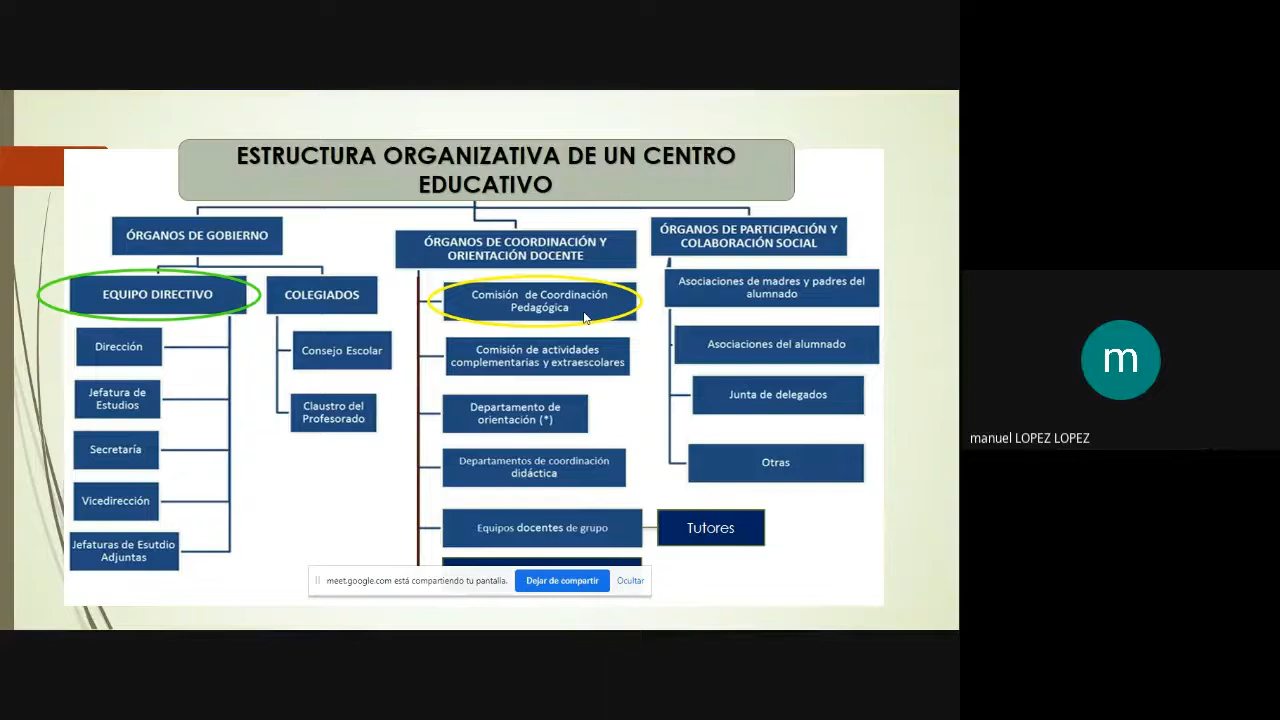 ESTRUCTURA ORGANIZATIVA DE UN CENTRO
EDUCATIVO
ÓRGANOS DE GOBIERNO
EQUIPO DIRECTIVO
Dirección
Jefatura de
Estudios
Secretaría
Vicedirección
Jefaturas de Esutdio
Adjuntas
COLEGIADOS
Consejo Escolar
Claustro del
Profesorado
ÓRGANOS DE COORDINACIÓN Y
ORIENTACIÓN DOCENTE
Comisión de Coordinación
Pedagógica
Comisión de actividades
complementarias y extraescolares
Departamento de
orientación (*)
Departamentos de coordinación
didáctica
Equipos docentes de grupo
Tutores
ÓRGANOS DE PARTICIPACIÓN Y
COLABORACIÓN SOCIAL
Asociaciones de madres y padres del
alumnado
Asociaciones del alumnado
Junta de delegados
Otras
meet.google.com está compartiendo tu pantalla.
Dejar de compartir
Ocultar
m
manuel LOPEZ LOPEZ